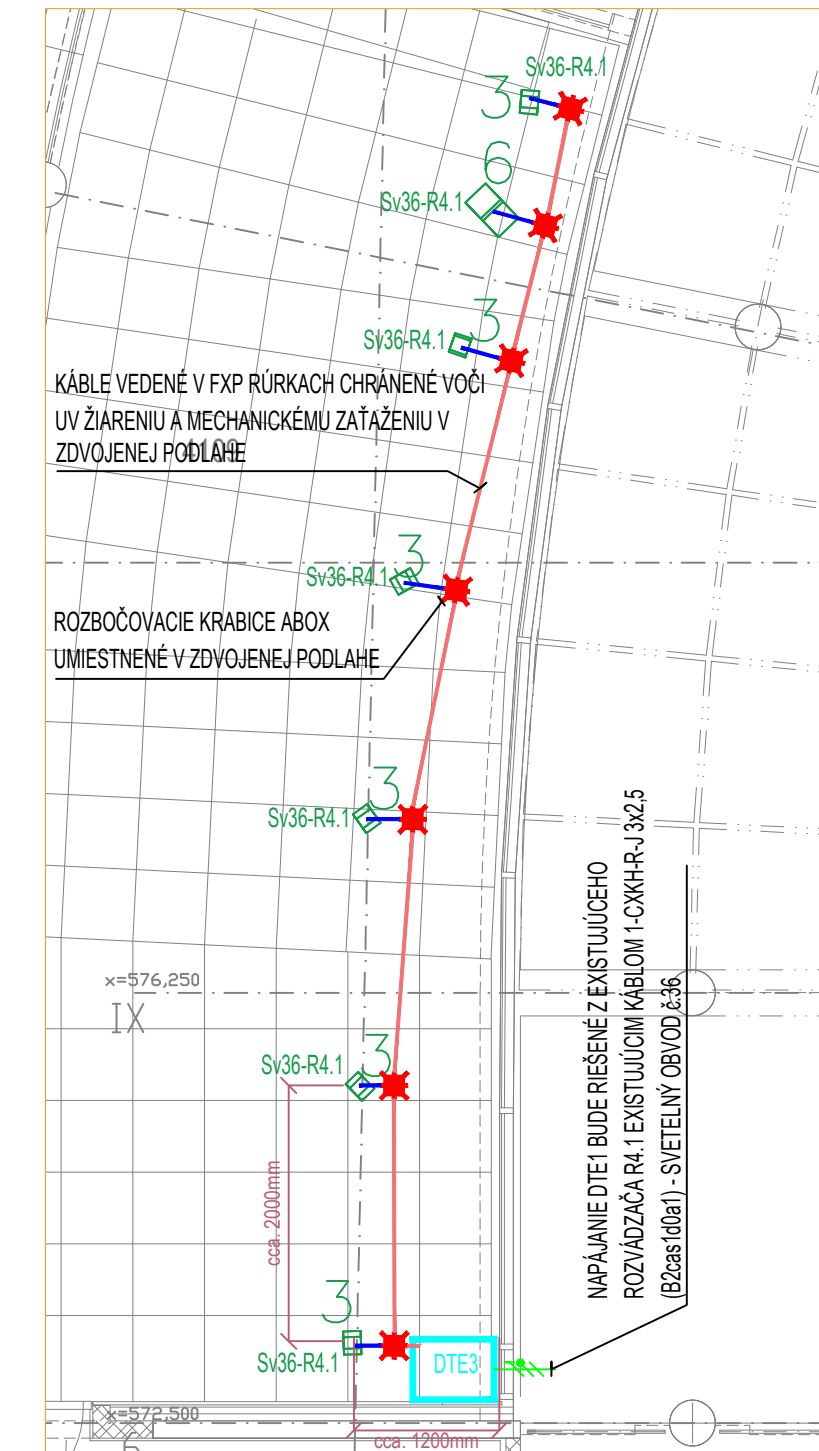 Sv36-R4.1
3
6
Sv36-R4.1
3
Sv36-R4.1
KÁBLE VEDENÉ V FXP RÚRKACH CHRÁNENÉ VOČI
UV ŽIARENIU A MECHANICKÉMU ZAŤAŽENIU V
ZDVOJENEJ PODLAHE
4109
3
Sv36-R4.1
ROZBOČOVACIE KRABICE ABOX
UMIESTNENÉ V ZDVOJENEJ PODLAHE
3
Sv36-R4.1
NAPÁJANIE DTE1 BUDE RIEŠENÉ Z EXISTUJÚCEHO
ROZVÁDZAČA R4.1 EXISTUJÚCIM KÁBLOM 1-CXKH-R-J 3x2,5
(B2cas1d0a1) - SVETELNÝ OBVOD č.36
x=576,250
IX
3
Sv36-R4.1
cca. 2000mm
3
Sv36-R4.1
DTE3
x=572,500
cca. 1200mm